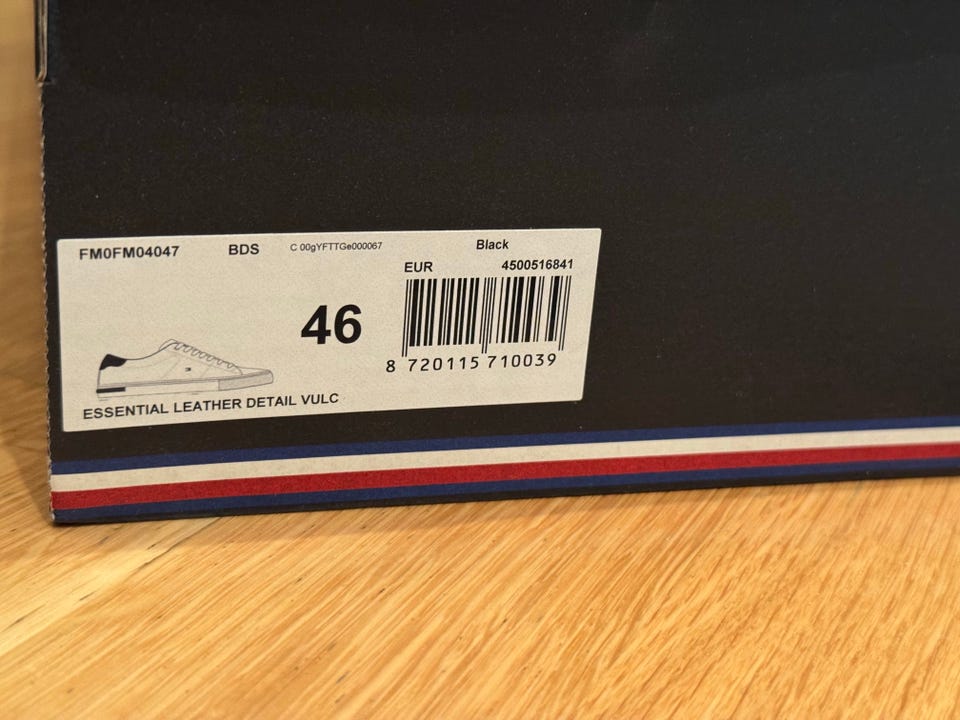 FM0FM04047 BDS C 00gYFTTGe000067 Black
EUR 4500516841
46
8 720115 710039
ESSENTIAL LEATHER DETAIL VULC